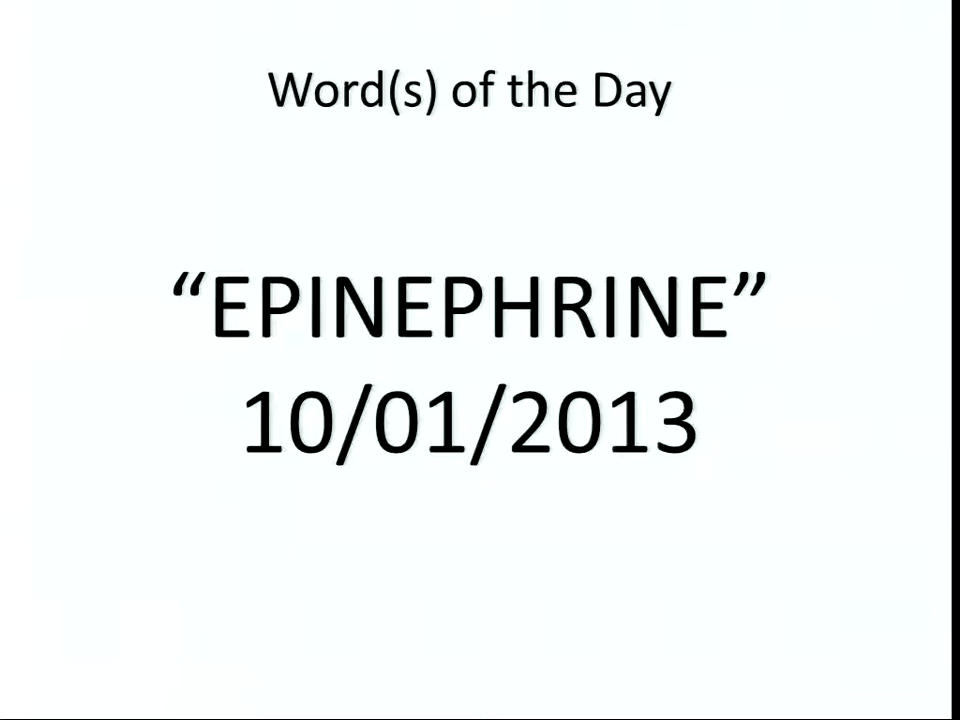 Word(s) of the Day
“EPINEPHRINE”
10/01/2013